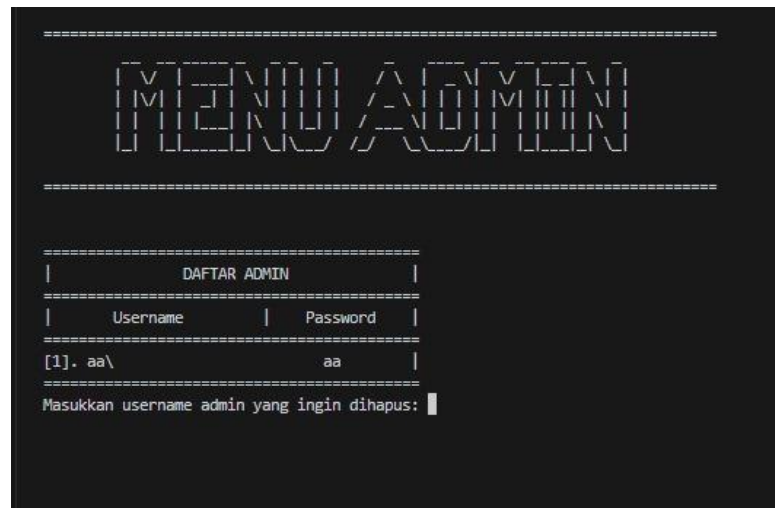 MENU ADMIN
DAFTAR ADMIN
| Username | Password |
[1]. aa\ aa |
Masukkan username admin yang ingin dihapus: